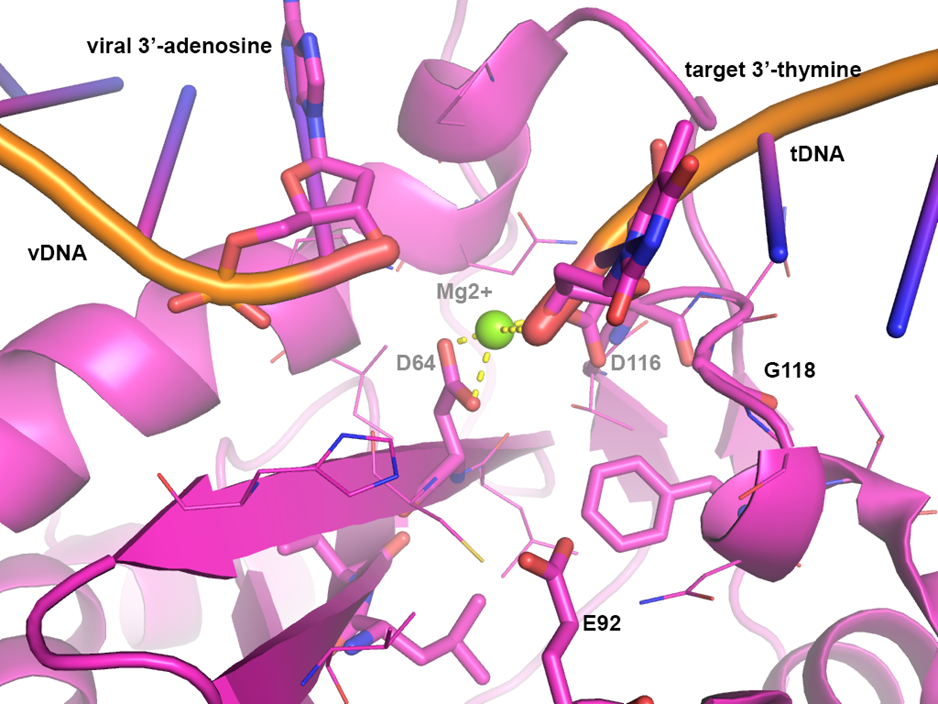 viral 3’-adenosine
target 3’-thymine
tDNA
vDNA
Mg2+
D64
D116
G118
E92